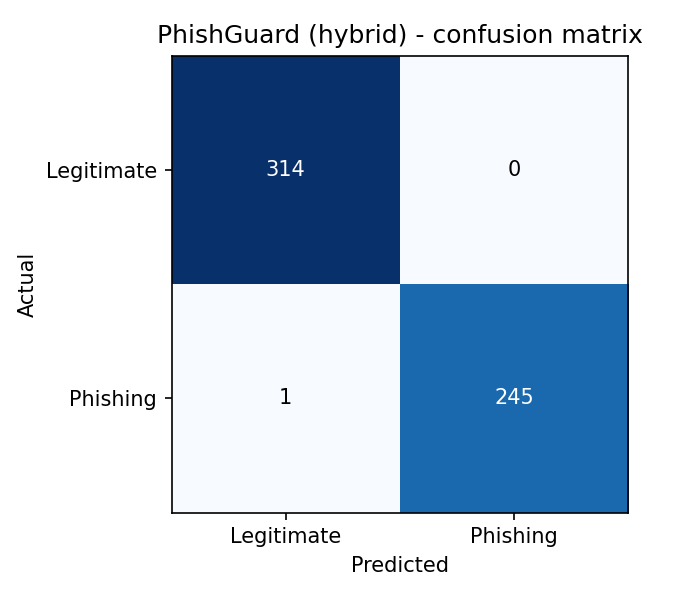 PhishGuard (hybrid) - confusion matrix
Legitimate
314
0
Actual
Phishing
1
245
Legitimate
Phishing
Predicted